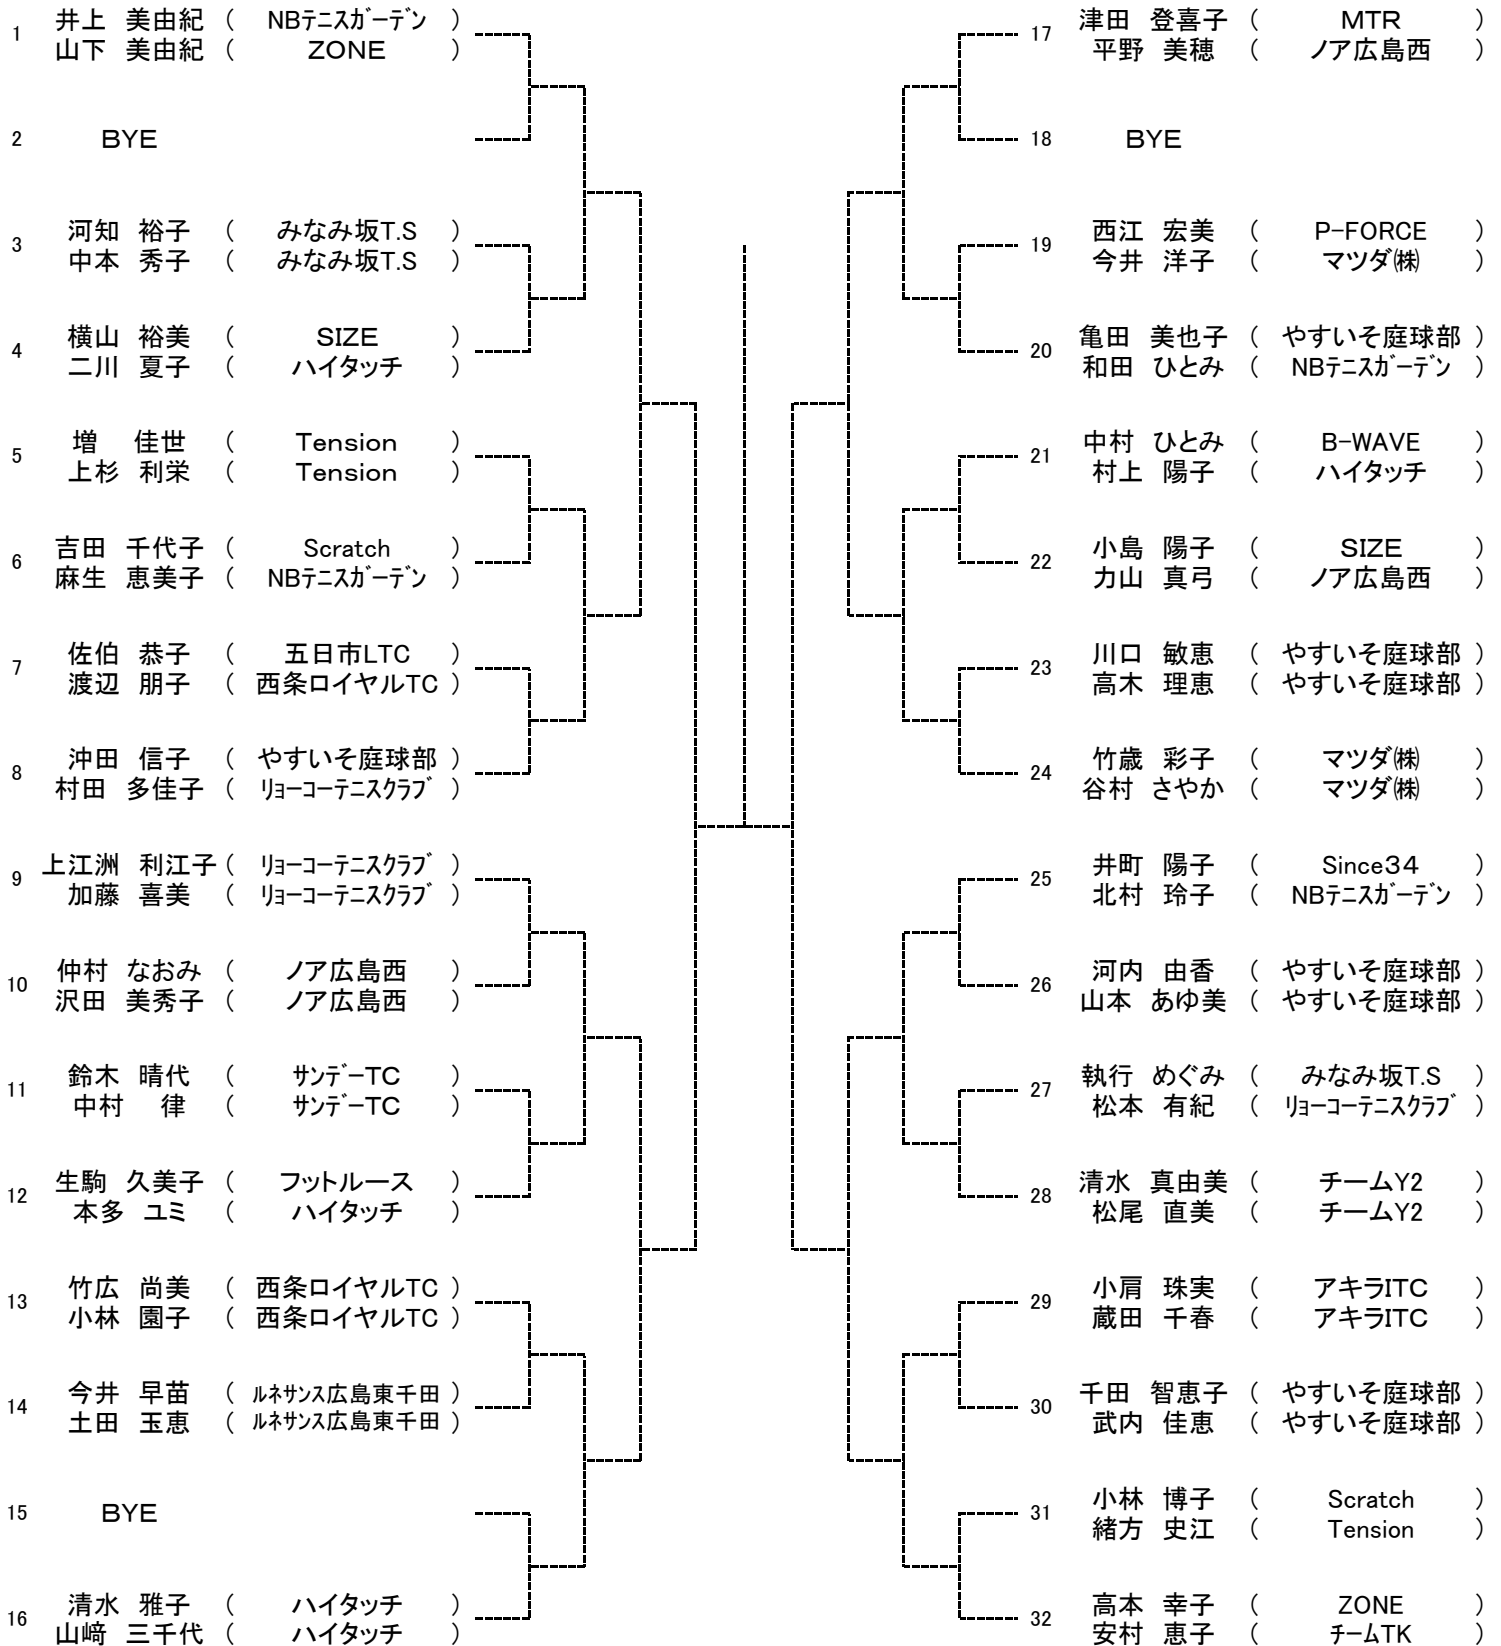 1 井上 美由紀 ( NBﾃﾆｽｶﾞｰﾃﾞﾝ )
山下 美由紀 ( ZONE )
2 BYE
3 河知 裕子 ( みなみ坂T.S )
中本 秀子 ( みなみ坂T.S )
4 横山 裕美 ( SIZE )
二川 夏子 ( ハイタッチ )
5 増 佳世 ( Tension )
上杉 利栄 ( Tension )
6 吉田 千代子 ( Scratch )
麻生 恵美子 ( NBﾃﾆｽｶﾞｰﾃﾞﾝ )
7 佐伯 恭子 ( 五日市LTC )
渡辺 朋子 ( 西条ロイヤルTC )
8 沖田 信子 ( やすいそ庭球部 )
村田 多佳子 ( ﾘｮｰｺｰﾃﾆｽｸﾗﾌﾞ )
9 上江洲 利江子 ( ﾘｮｰｺｰﾃﾆｽｸﾗﾌﾞ )
加藤 喜美 ( ﾘｮｰｺｰﾃﾆｽｸﾗﾌﾞ )
10 仲村 なおみ ( ノア広島西 )
沢田 美秀子 ( ノア広島西 )
11 鈴木 晴代 ( ｻﾝﾃﾞｰTC )
中村 律 ( ｻﾝﾃﾞｰTC )
12 生駒 久美子 ( フットルース )
本多 ユミ ( ハイタッチ )
13 竹広 尚美 ( 西条ロイヤルTC )
小林 園子 ( 西条ロイヤルTC )
14 今井 早苗 ( ﾙﾈｻﾝｽ広島東千田 )
土田 玉恵 ( ﾙﾈｻﾝｽ広島東千田 )
15 BYE
16 清水 雅子 ( ハイタッチ )
山﨑 三千代 ( ハイタッチ )
17 津田 登喜子 ( MTR )
平野 美穂 ( ノア広島西 )
18 BYE
19 西江 宏美 ( P-FORCE )
今井 洋子 ( マツダ㈱ )
20 亀田 美也子 ( やすいそ庭球部 )
和田 ひとみ ( NBﾃﾆｽｶﾞｰﾃﾞﾝ )
21 中村 ひとみ ( B-WAVE )
村上 陽子 ( ハイタッチ )
22 小島 陽子 ( SIZE )
力山 真弓 ( ノア広島西 )
23 川口 敏恵 ( やすいそ庭球部 )
高木 理恵 ( やすいそ庭球部 )
24 竹歳 彩子 ( マツダ㈱ )
谷村 さやか ( マツダ㈱ )
25 井町 陽子 ( Since34 )
北村 玲子 ( NBﾃﾆｽｶﾞｰﾃﾞﾝ )
26 河内 由香 ( やすいそ庭球部 )
山本 あゆ美 ( やすいそ庭球部 )
27 執行 めぐみ ( みなみ坂T.S )
松本 有紀 ( ﾘｮｰｺｰﾃﾆｽｸﾗﾌﾞ )
28 清水 真由美 ( チームY2 )
松尾 直美 ( チームY2 )
29 小肩 珠実 ( アキラITC )
蔵田 千春 ( アキラITC )
30 千田 智恵子 ( やすいそ庭球部 )
武内 佳恵 ( やすいそ庭球部 )
31 小林 博子 ( Scratch )
緒方 史江 ( Tension )
32 高本 幸子 ( ZONE )
安村 恵子 ( ﾁｰﾑTK )